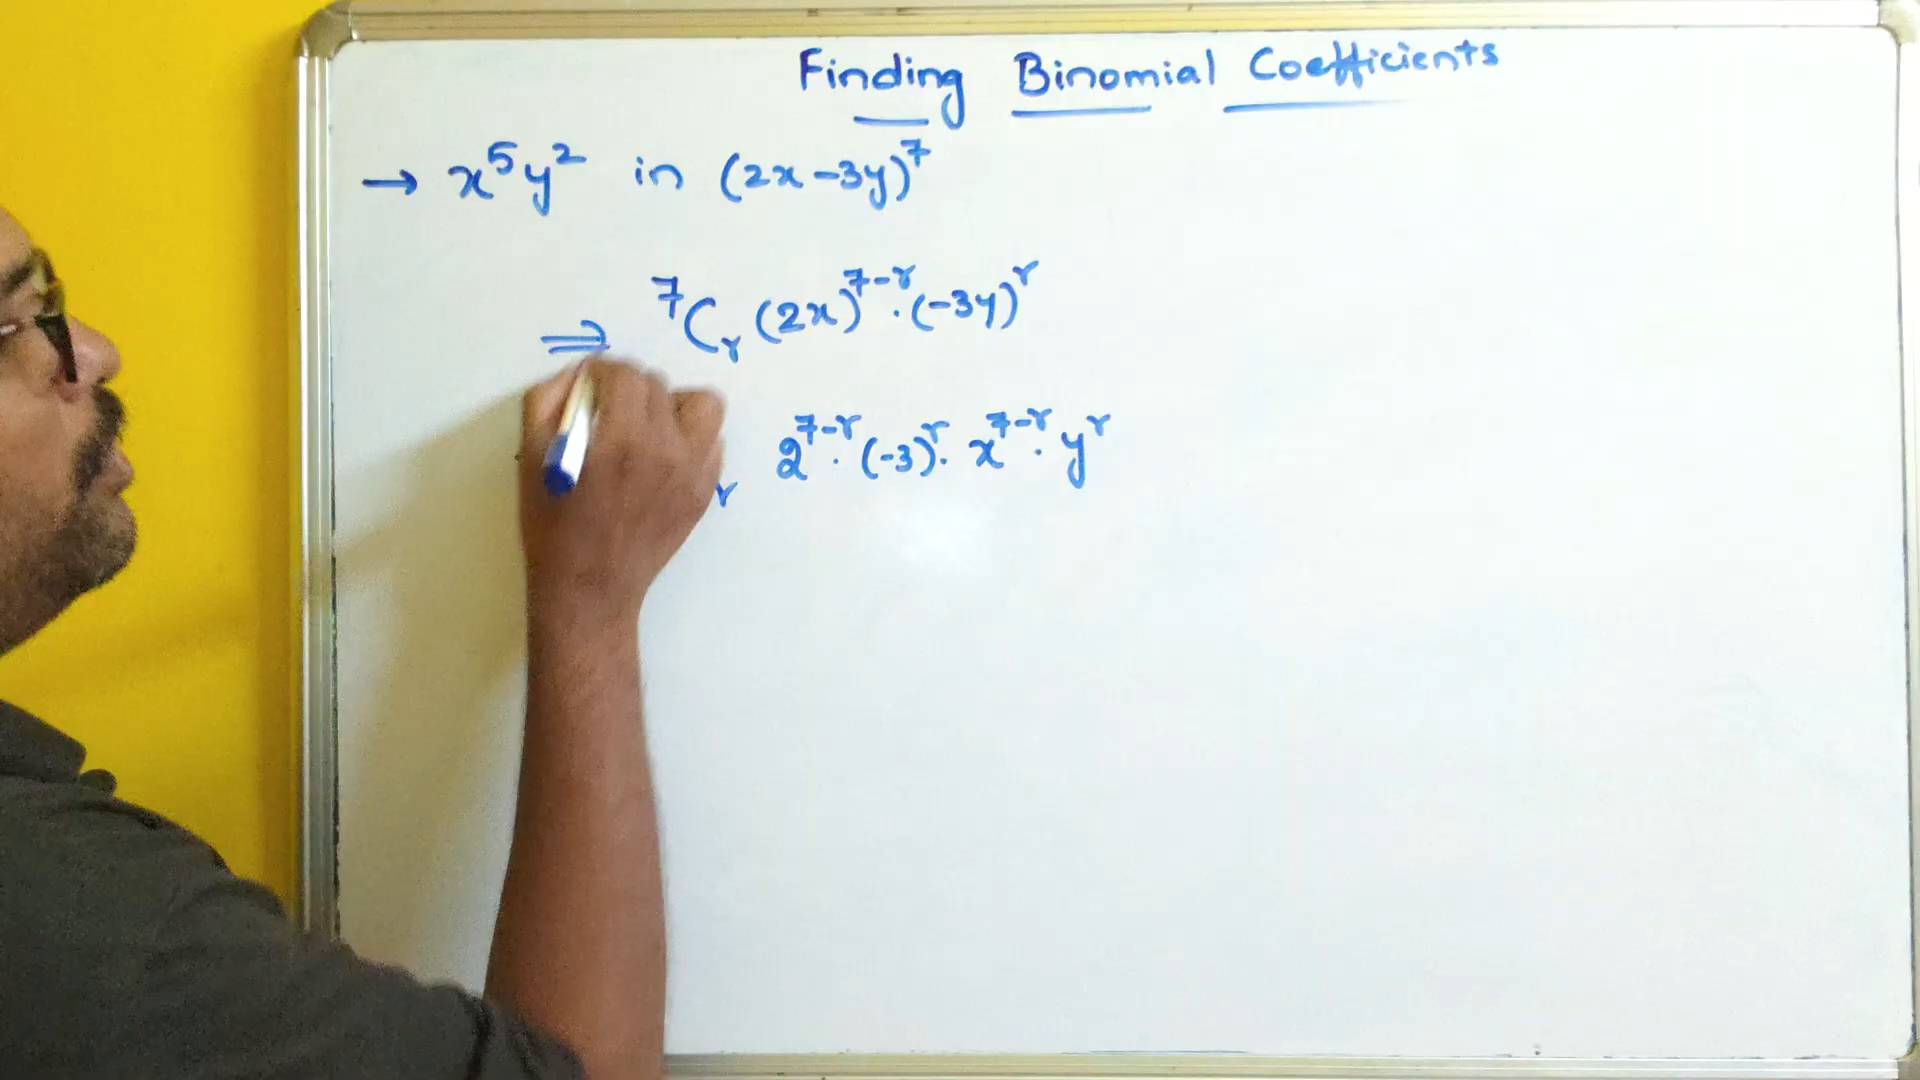 Finding Binomial Coefficients
→ x⁵y² in (2x-3y)⁷
⇒ ⁷Cᵣ (2x)⁷⁻ʳ·(-3y)ʳ
ᵣ 2⁷⁻ʳ·(-3)ʳ· x⁷⁻ʳ· yʳ